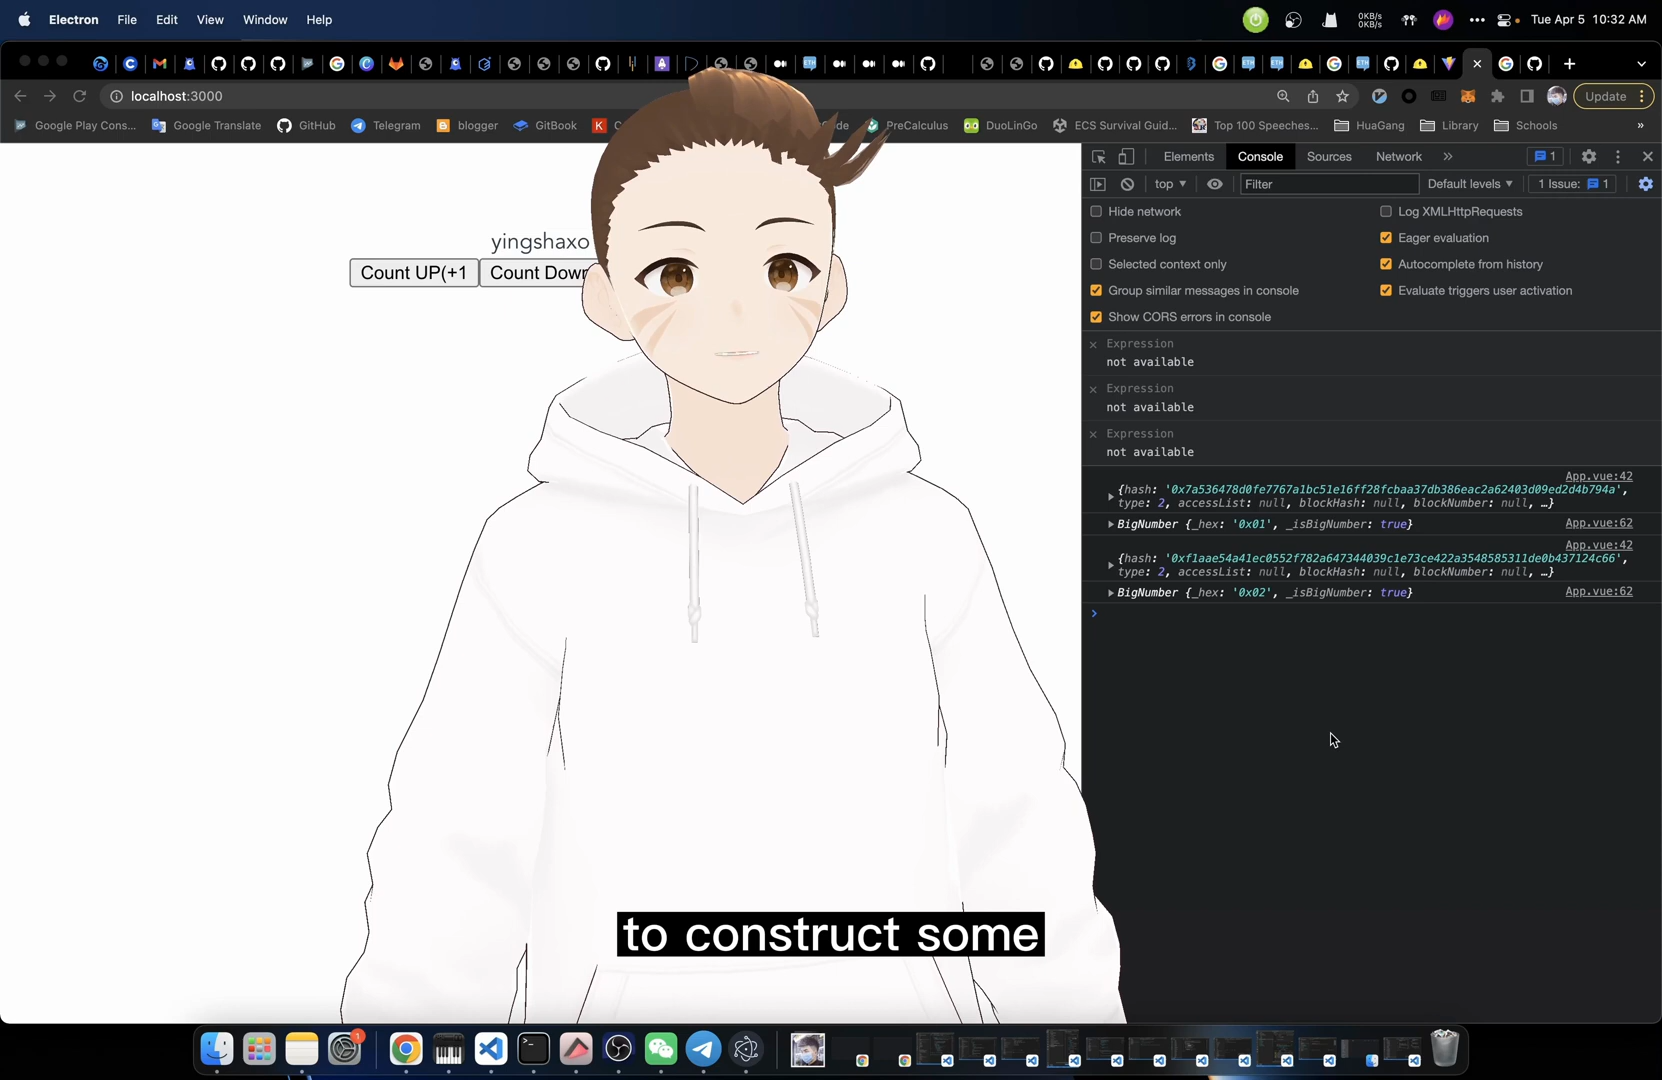 Electron File Edit View Window Help
0KB/s
0KB/s
Tue Apr 5 10:32 AM
localhost:3000
Update
Google Play Cons...
Google Translate
GitHub
Telegram
blogger
GitBook
PreCalculus
DuoLinGo
ECS Survival Guid...
Top 100 Speeches...
HuaGang
Library
Schools
»
yingshaxo
Count UP(+1
Count Down
Elements Console Sources Network » 1
top ▼ Filter Default levels ▼ 1 Issue: 1
Hide network
Log XMLHttpRequests
Preserve log
Eager evaluation
Selected context only
Autocomplete from history
Group similar messages in console
Evaluate triggers user activation
Show CORS errors in console
Expression
not available
Expression
not available
Expression
not available
App.vue:42
{hash: '0x7a536478d0fe7767a1bc51e16ff28fcbaa37db386eac2a62403d09ed2d4b794a',
type: 2, accessList: null, blockHash: null, blockNumber: null, …}
BigNumber {_hex: '0x01', _isBigNumber: true} App.vue:62
App.vue:42
{hash: '0xf1aae54a41ec0552f782a647344039c1e73ce422a3548585311de0b437124c66',
type: 2, accessList: null, blockHash: null, blockNumber: null, …}
BigNumber {_hex: '0x02', _isBigNumber: true} App.vue:62
to construct some
1